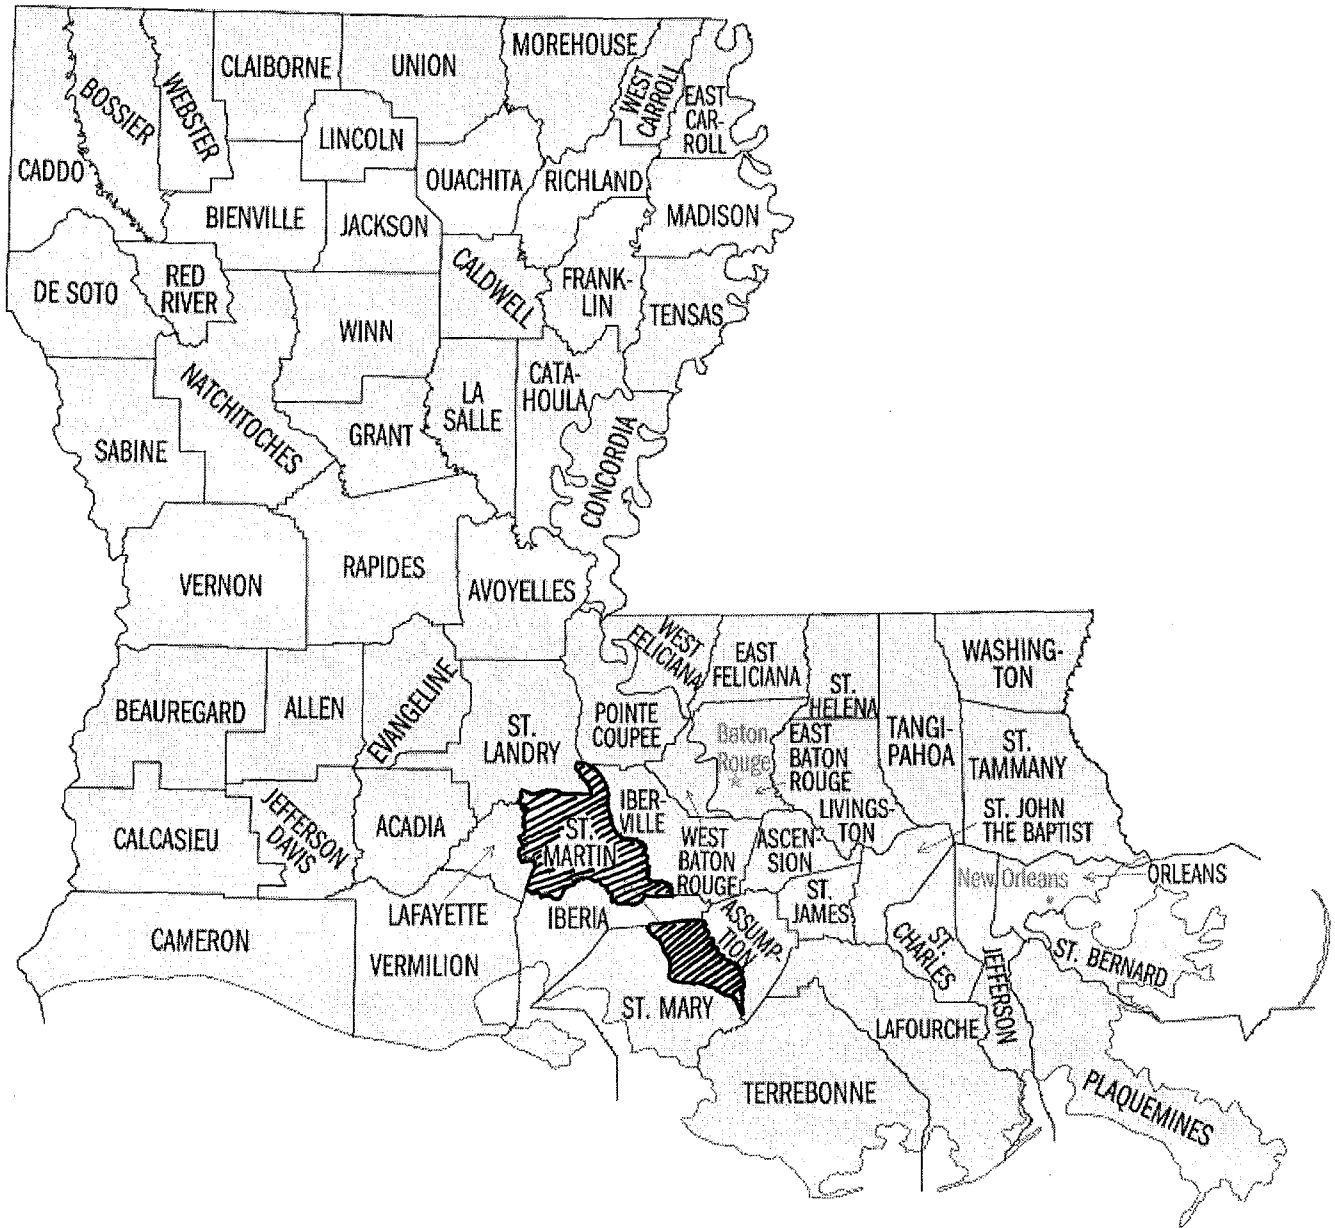 MOREHOUSE
CLAIBORNE
UNION
WEST
CARROLL
EAST
CAR-
ROLL
BOSSIER
WEBSTER
LINCOLN
CADDO
OUACHITA
RICHLAND
MADISON
BIENVILLE
JACKSON
DE SOTO
RED
RIVER
CALDWELL
FRANK-
LIN
TENSAS
WINN
NATCHITOCHES
LA
SALLE
CATA-
HOULA
SABINE
GRANT
CONCORDIA
VERNON
RAPIDES
AVOYELLES
WEST
FELICIANA
EAST
FELICIANA
ST.
HELENA
WASHING-
TON
BEAUREGARD
ALLEN
EVANGELINE
ST.
LANDRY
POINTE
COUPEE
Baton
Rouge
EAST
BATON
ROUGE
TANGI-
PAHOA
ST.
TAMMANY
CALCASIEU
JEFFERSON
DAVIS
ACADIA
ST.
MARTIN
IBER-
VILLE
WEST
BATON
ROUGE
ASCEN-
SION
LIVINGS-
TON
ST. JOHN
THE BAPTIST
New Orleans
ORLEANS
CAMERON
LAFAYETTE
VERMILION
IBERIA
ASSUMP-
TION
ST.
JAMES
ST.
CHARLES
JEFFERSON
ST. BERNARD
ST. MARY
LAFOURCHE
TERREBONNE
PLAQUEMINES